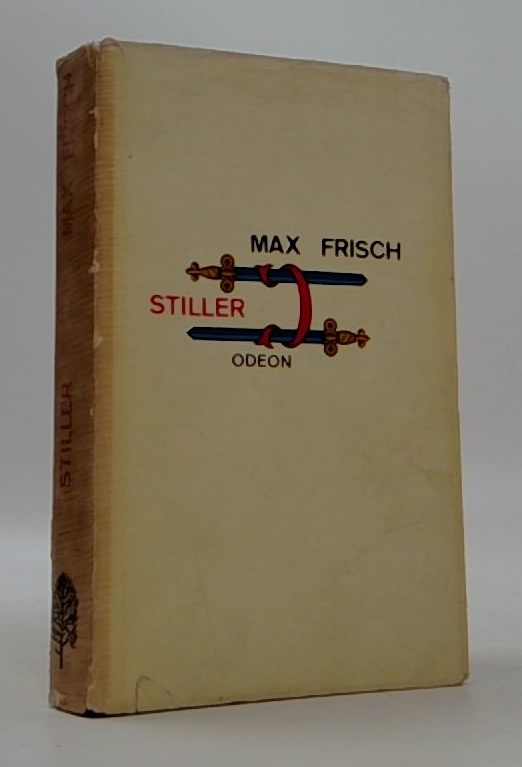 MAX FRISCH
STILLER
ODEON
MAX FRISCH
STILLER